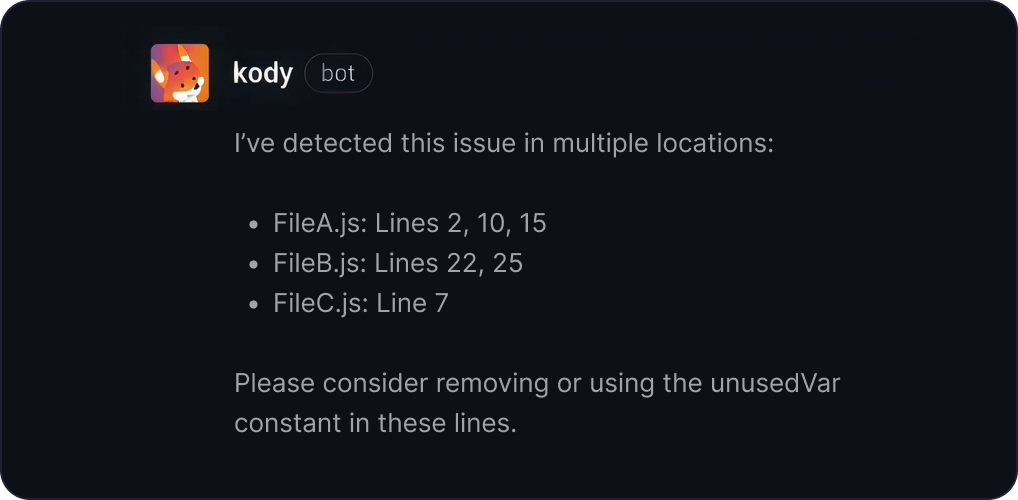 kody bot
I’ve detected this issue in multiple locations:
• FileA.js: Lines 2, 10, 15
• FileB.js: Lines 22, 25
• FileC.js: Line 7
Please consider removing or using the unusedVar
constant in these lines.